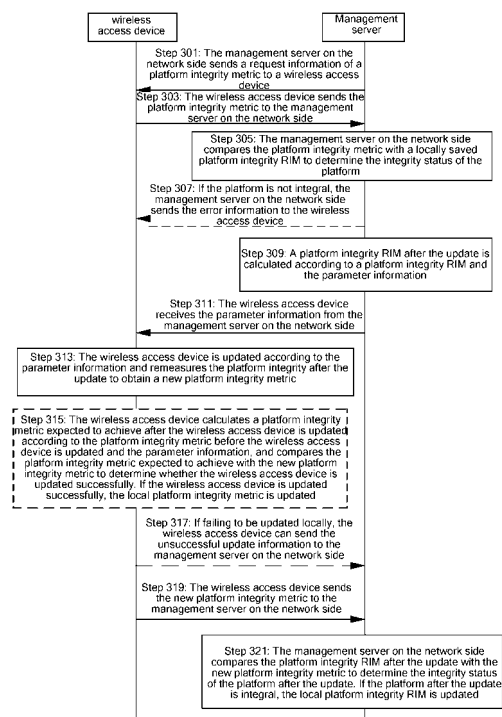 wireless
access device
Management
server
Step 301: The management server on the
network side sends a request information of a
platform integrity metric to a wireless access
device
Step 303: The wireless access device sends the
platform integrity metric to the management
server on the network side
Step 305: The management server on the network side
compares the platform integrity metric with a locally saved
platform integrity RIM to determine the integrity status of the
platform
Step 307: If the platform is not integral, the
management server on the network side
sends the error information to the wireless
access device
Step 309: A platform integrity RIM after the update is
calculated according to a platform integrity RIM and
the parameter information
Step 311: The wireless access device
receives the parameter information from the
management server on the network side
Step 313: The wireless access device is updated according to the
parameter information and remeasures the platform integrity after the
update to obtain a new platform integrity metric
Step 315: The wireless access device calculates a platform integrity
metric expected to achieve after the wireless access device is updated
according to the platform integrity metric before the wireless access
device is updated and the parameter information, and compares the
platform integrity metric expected to achieve with the new platform
integrity metric to determine whether the wireless access device is
updated successfully. If the wireless access device is updated
successfully, the local platform integrity metric is updated
Step 317: If failing to be updated locally, the
wireless access device can send the
unsuccessful update information to the
management server on the network side
Step 319: The wireless access device sends
the new platform integrity metric to the
management server on the network side
Step 321: The management server on the network side
compares the platform integrity RIM after the update with the
new platform integrity metric to determine the integrity status
of the platform after the update. If the platform after the update
is integral, the local platform integrity RIM is updated